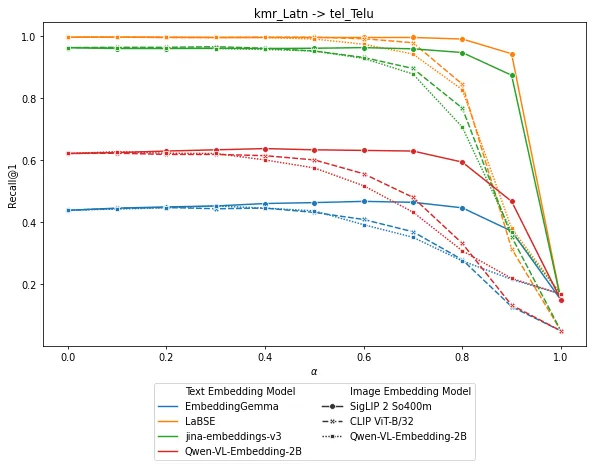 kmr_Latn -> tel_Telu
1.0
0.8
0.6
0.4
0.2
Recall@1
0.0 0.2 0.4 0.6 0.8 1.0
α
Text Embedding Model
EmbeddingGemma
LaBSE
jina-embeddings-v3
Qwen-VL-Embedding-2B
Image Embedding Model
SigLIP 2 So400m
CLIP ViT-B/32
Qwen-VL-Embedding-2B